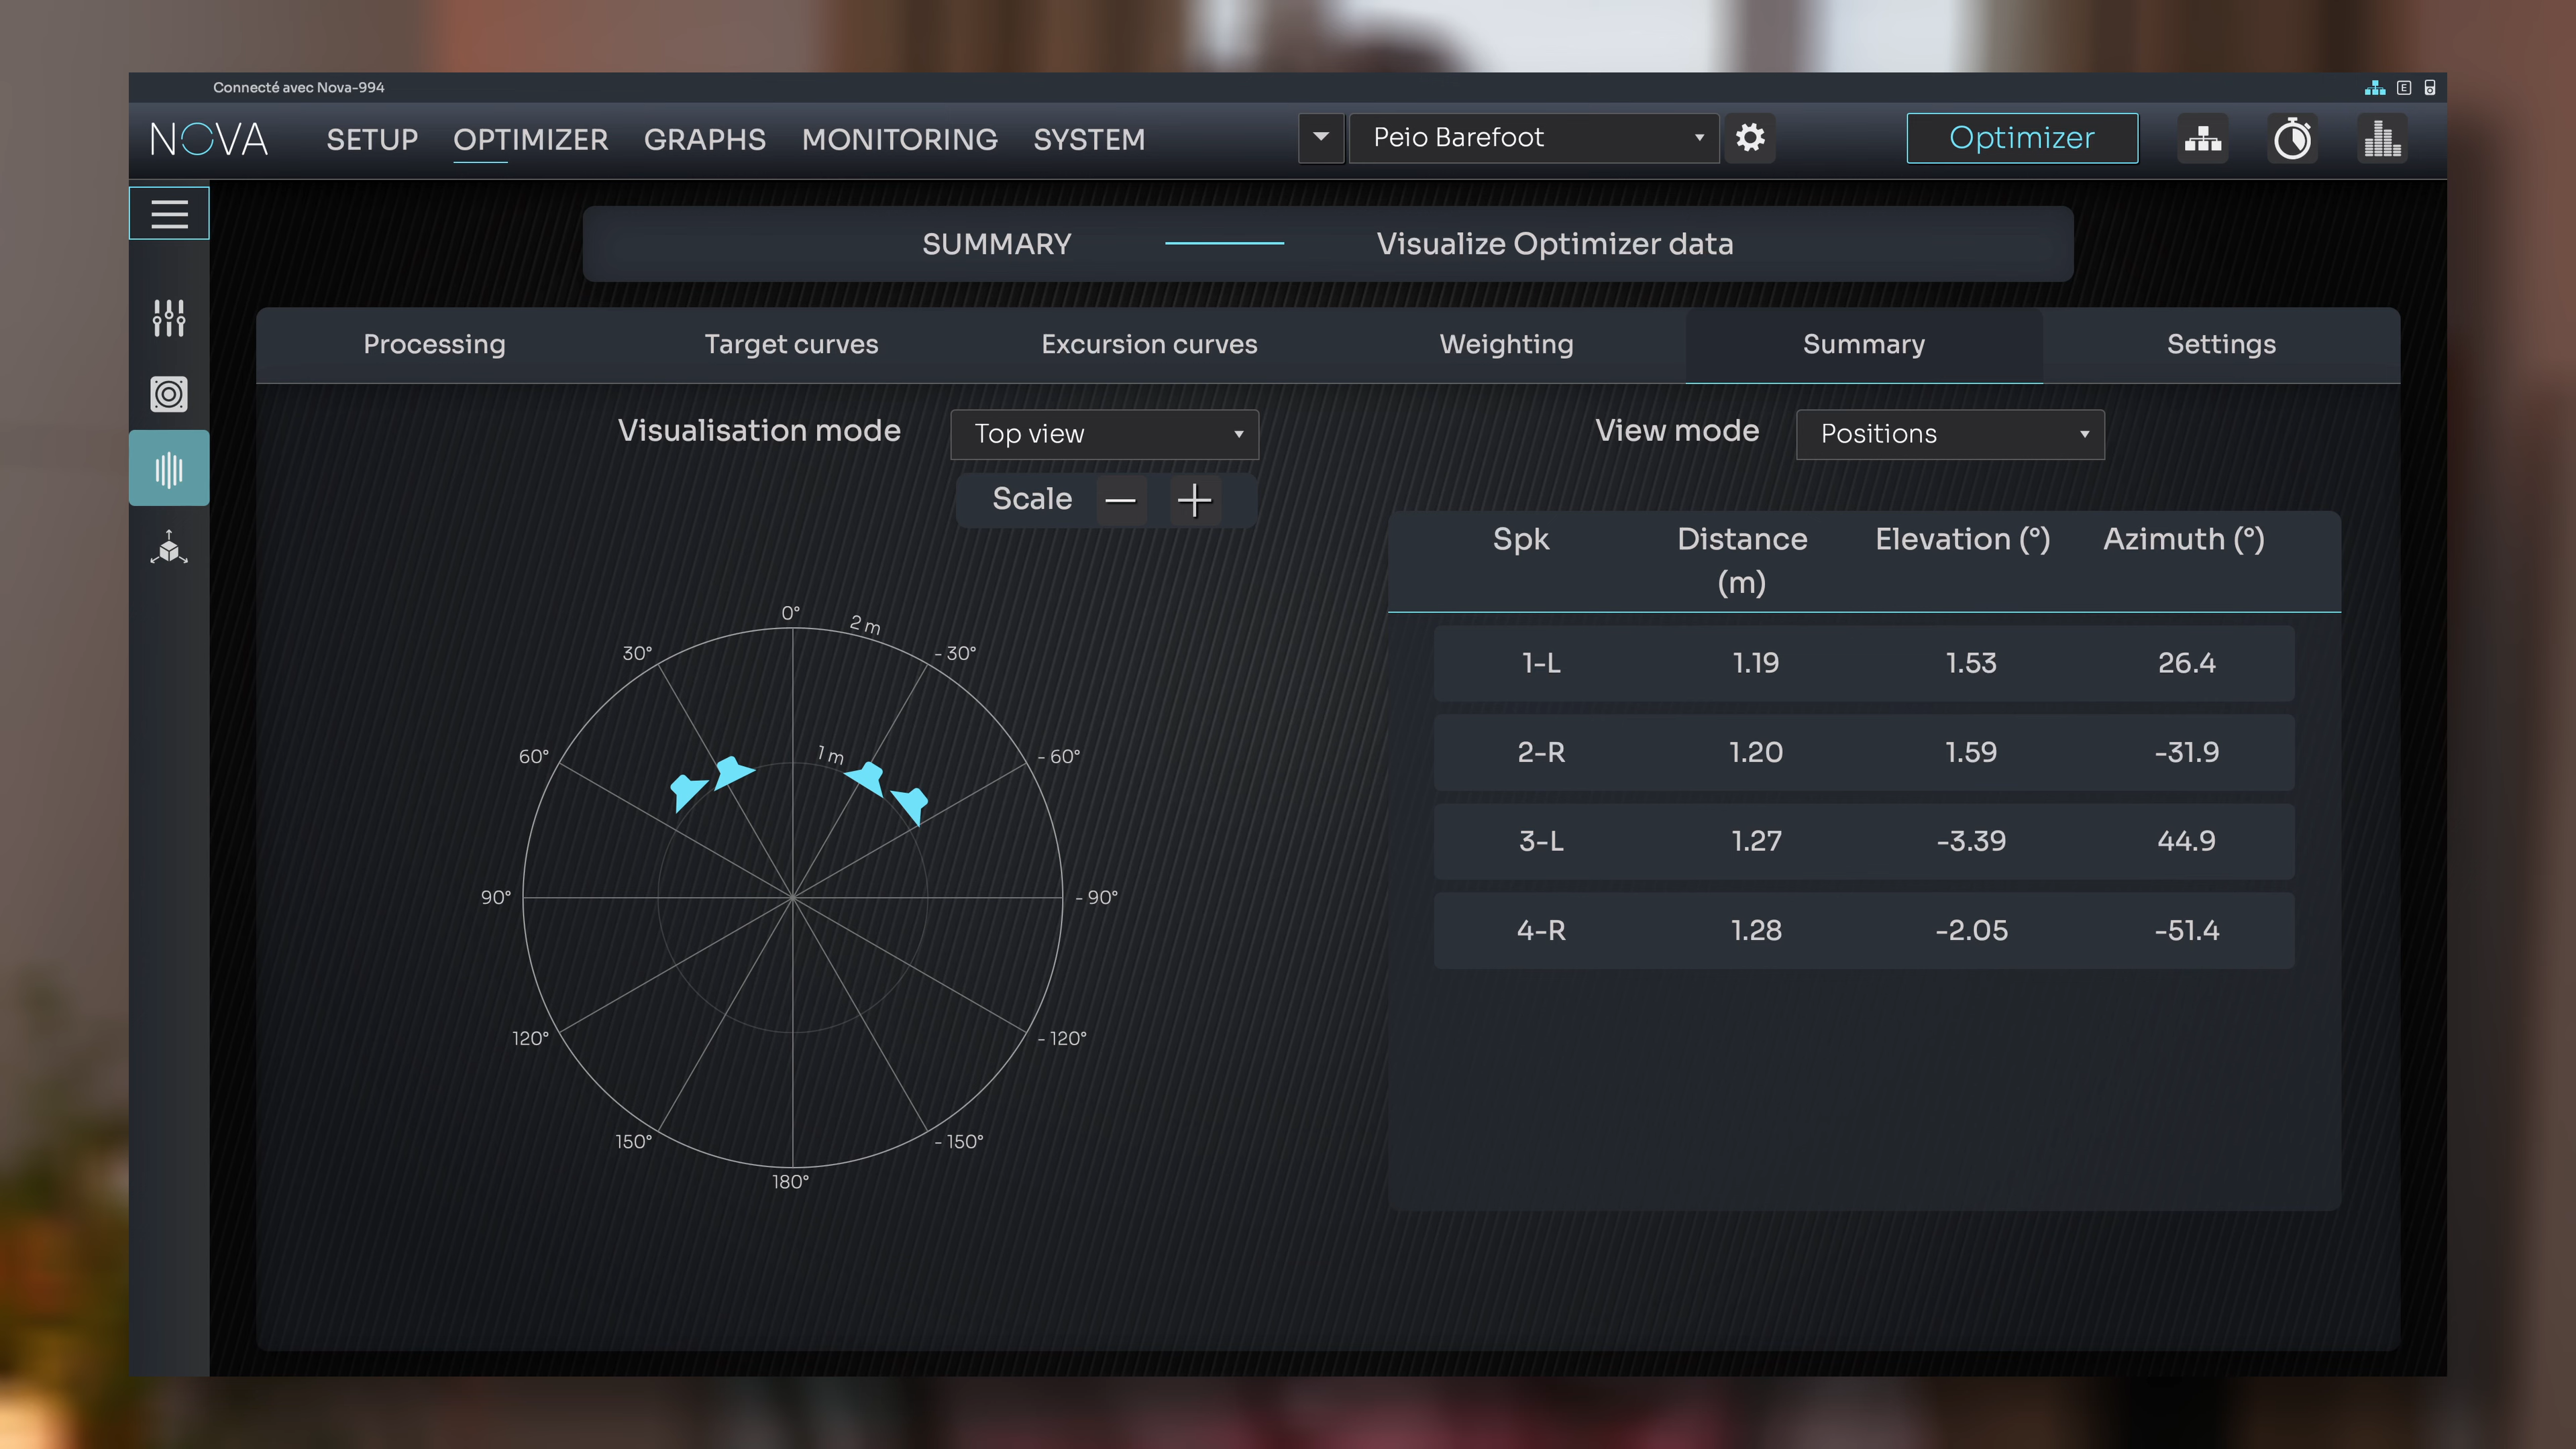 Connecté avec Nova-994
E
NOVA SETUP OPTIMIZER GRAPHS MONITORING SYSTEM Peio Barefoot Optimizer
SUMMARY Visualize Optimizer data
Processing Target curves Excursion curves Weighting Summary Settings
Visualisation mode Top view View mode Positions
Scale
Spk Distance (m) Elevation (°) Azimuth (°)
1-L 1.19 1.53 26.4
2-R 1.20 1.59 -31.9
3-L 1.27 -3.39 44.9
4-R 1.28 -2.05 -51.4
0° 2 m
30° - 30°
60° 1 m - 60°
90° - 90°
120° - 120°
150° - 150°
180°